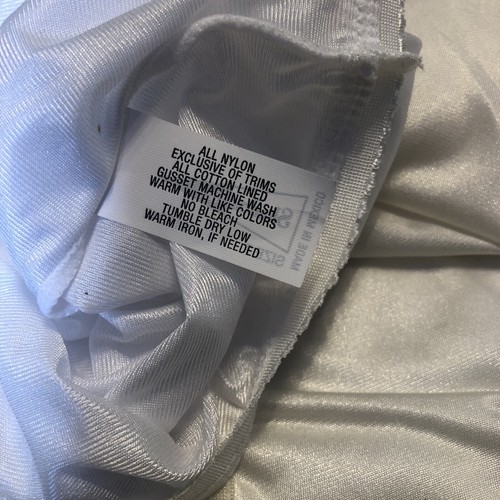 ALL NYLON
EXCLUSIVE OF TRIMS
ALL COTTON LINED
GUSSET MACHINE WASH
WARM WITH LIKE COLORS
NO BLEACH
TUMBLE DRY LOW
WARM IRON, IF NEEDED
MADE IN MEXICO